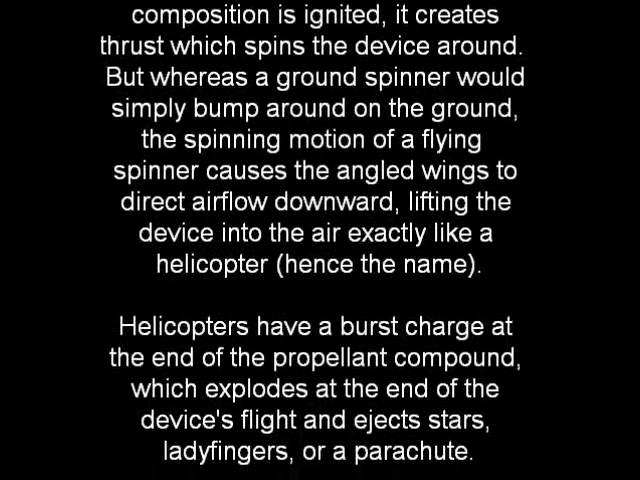 composition is ignited, it creates
thrust which spins the device around.
But whereas a ground spinner would
simply bump around on the ground,
the spinning motion of a flying
spinner causes the angled wings to
direct airflow downward, lifting the
device into the air exactly like a
helicopter (hence the name).
Helicopters have a burst charge at
the end of the propellant compound,
which explodes at the end of the
device's flight and ejects stars,
ladyfingers, or a parachute.